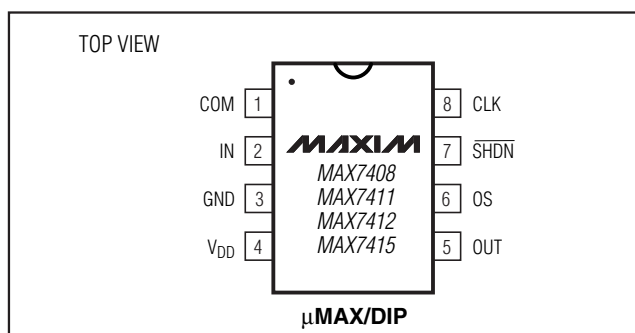 TOP VIEW
COM 1
8 CLK
IN 2
MAXIM
7 SHDN
MAX7408
GND 3
MAX7411
6 OS
MAX7412
VDD 4
MAX7415
5 OUT
µMAX/DIP